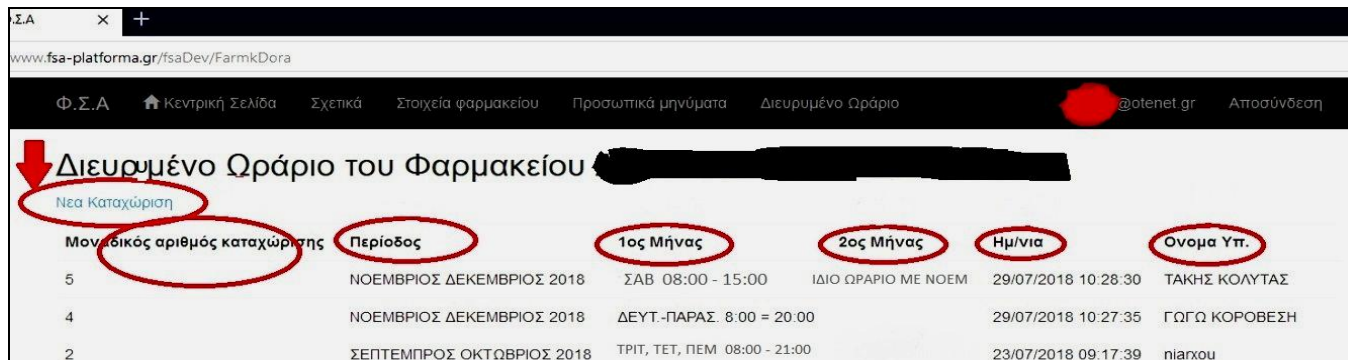 Φ.Σ.Α
www.fsa-platforma.gr/fsaDev/FarmkDora
Φ.Σ.Α Κεντρική Σελίδα Σχετικά Στοιχεία φαρμακείου Προσωπικά μηνύματα Διευρυμένο Ωράριο @otenet.gr Αποσύνδεση
Διευρυμένο Ωράριο του Φαρμακείου
Νεα Καταχώριση
Μοναδικός αριθμός καταχώρισης Περίοδος 1ος Μήνας 2ος Μήνας Ημ/νια Ονομα Υπ.
5 ΝΟΕΜΒΡΙΟΣ ΔΕΚΕΜΒΡΙΟΣ 2018 ΣΑΒ 08:00 - 15:00 ΙΔΙΟ ΩΡΑΡΙΟ ΜΕ ΝΟΕΜ 29/07/2018 10:28:30 ΤΑΚΗΣ ΚΟΛΥΤΑΣ
4 ΝΟΕΜΒΡΙΟΣ ΔΕΚΕΜΒΡΙΟΣ 2018 ΔΕΥΤ.-ΠΑΡΑΣ. 8:00 = 20:00 29/07/2018 10:27:35 ΓΩΓΩ ΚΟΡΟΒΕΣΗ
2 ΣΕΠΤΕΜΠΡΟΣ ΟΚΤΩΒΡΙΟΣ 2018 ΤΡΙΤ, ΤΕΤ, ΠΕΜ 08:00 - 21:00 23/07/2018 09:17:39 niarxou